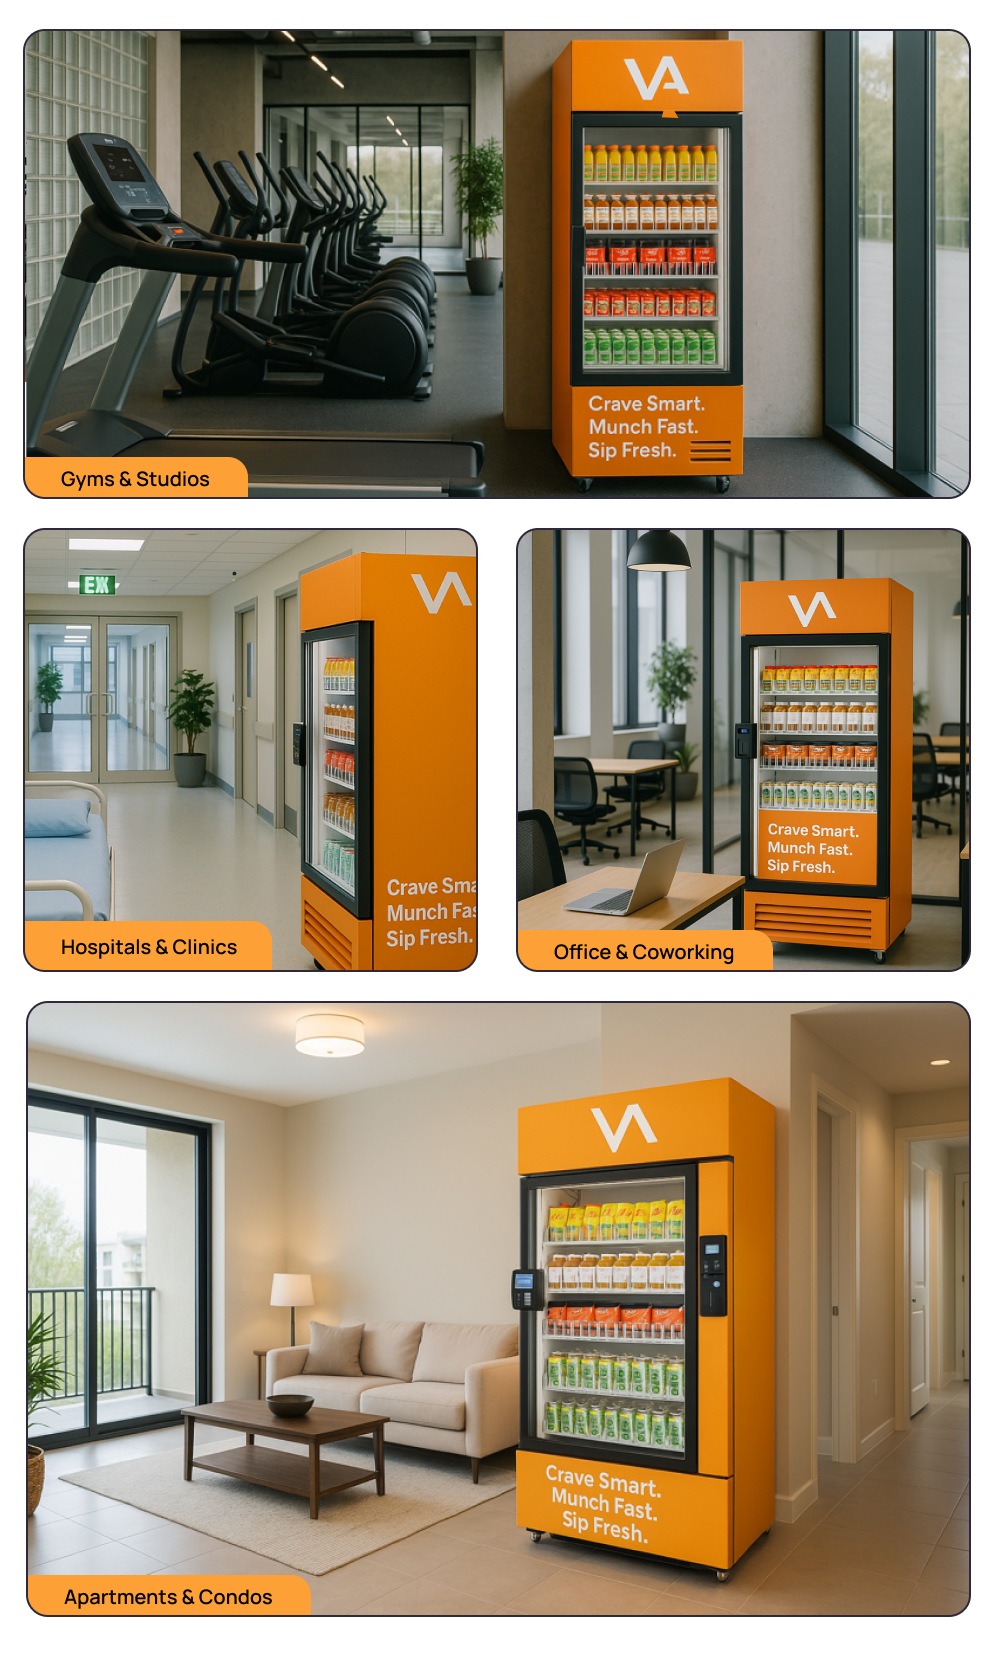 VA
Crave Smart.
Munch Fast.
Sip Fresh.
Gyms & Studios
EXIT
Crave Sma
Munch Fas
Sip Fresh.
Hospitals & Clinics
Crave Smart.
Munch Fast.
Sip Fresh.
Office & Coworking
Crave Smart.
Munch Fast.
Sip Fresh.
Apartments & Condos